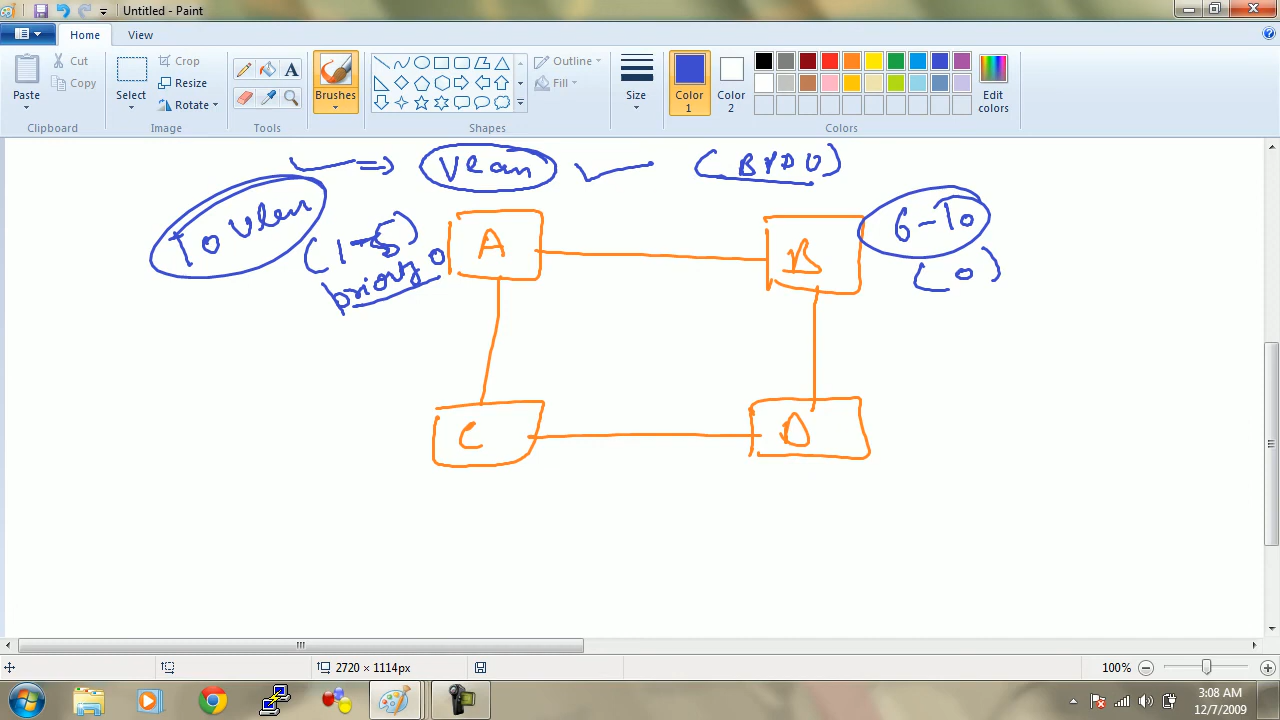 Untitled - Paint
Home View
Cut
Copy
Paste
Clipboard
Crop
Resize
Rotate
Select
Image
Tools
Brushes
Outline
Fill
Shapes
Size
Color 1
Color 2
Edit colors
Colors
=> Vlan (BPDU)
10 vlan
(1-5)
priority 0
A
B
6-10
(0)
C
D
2720 × 1114px
100%
3:08 AM
12/7/2009